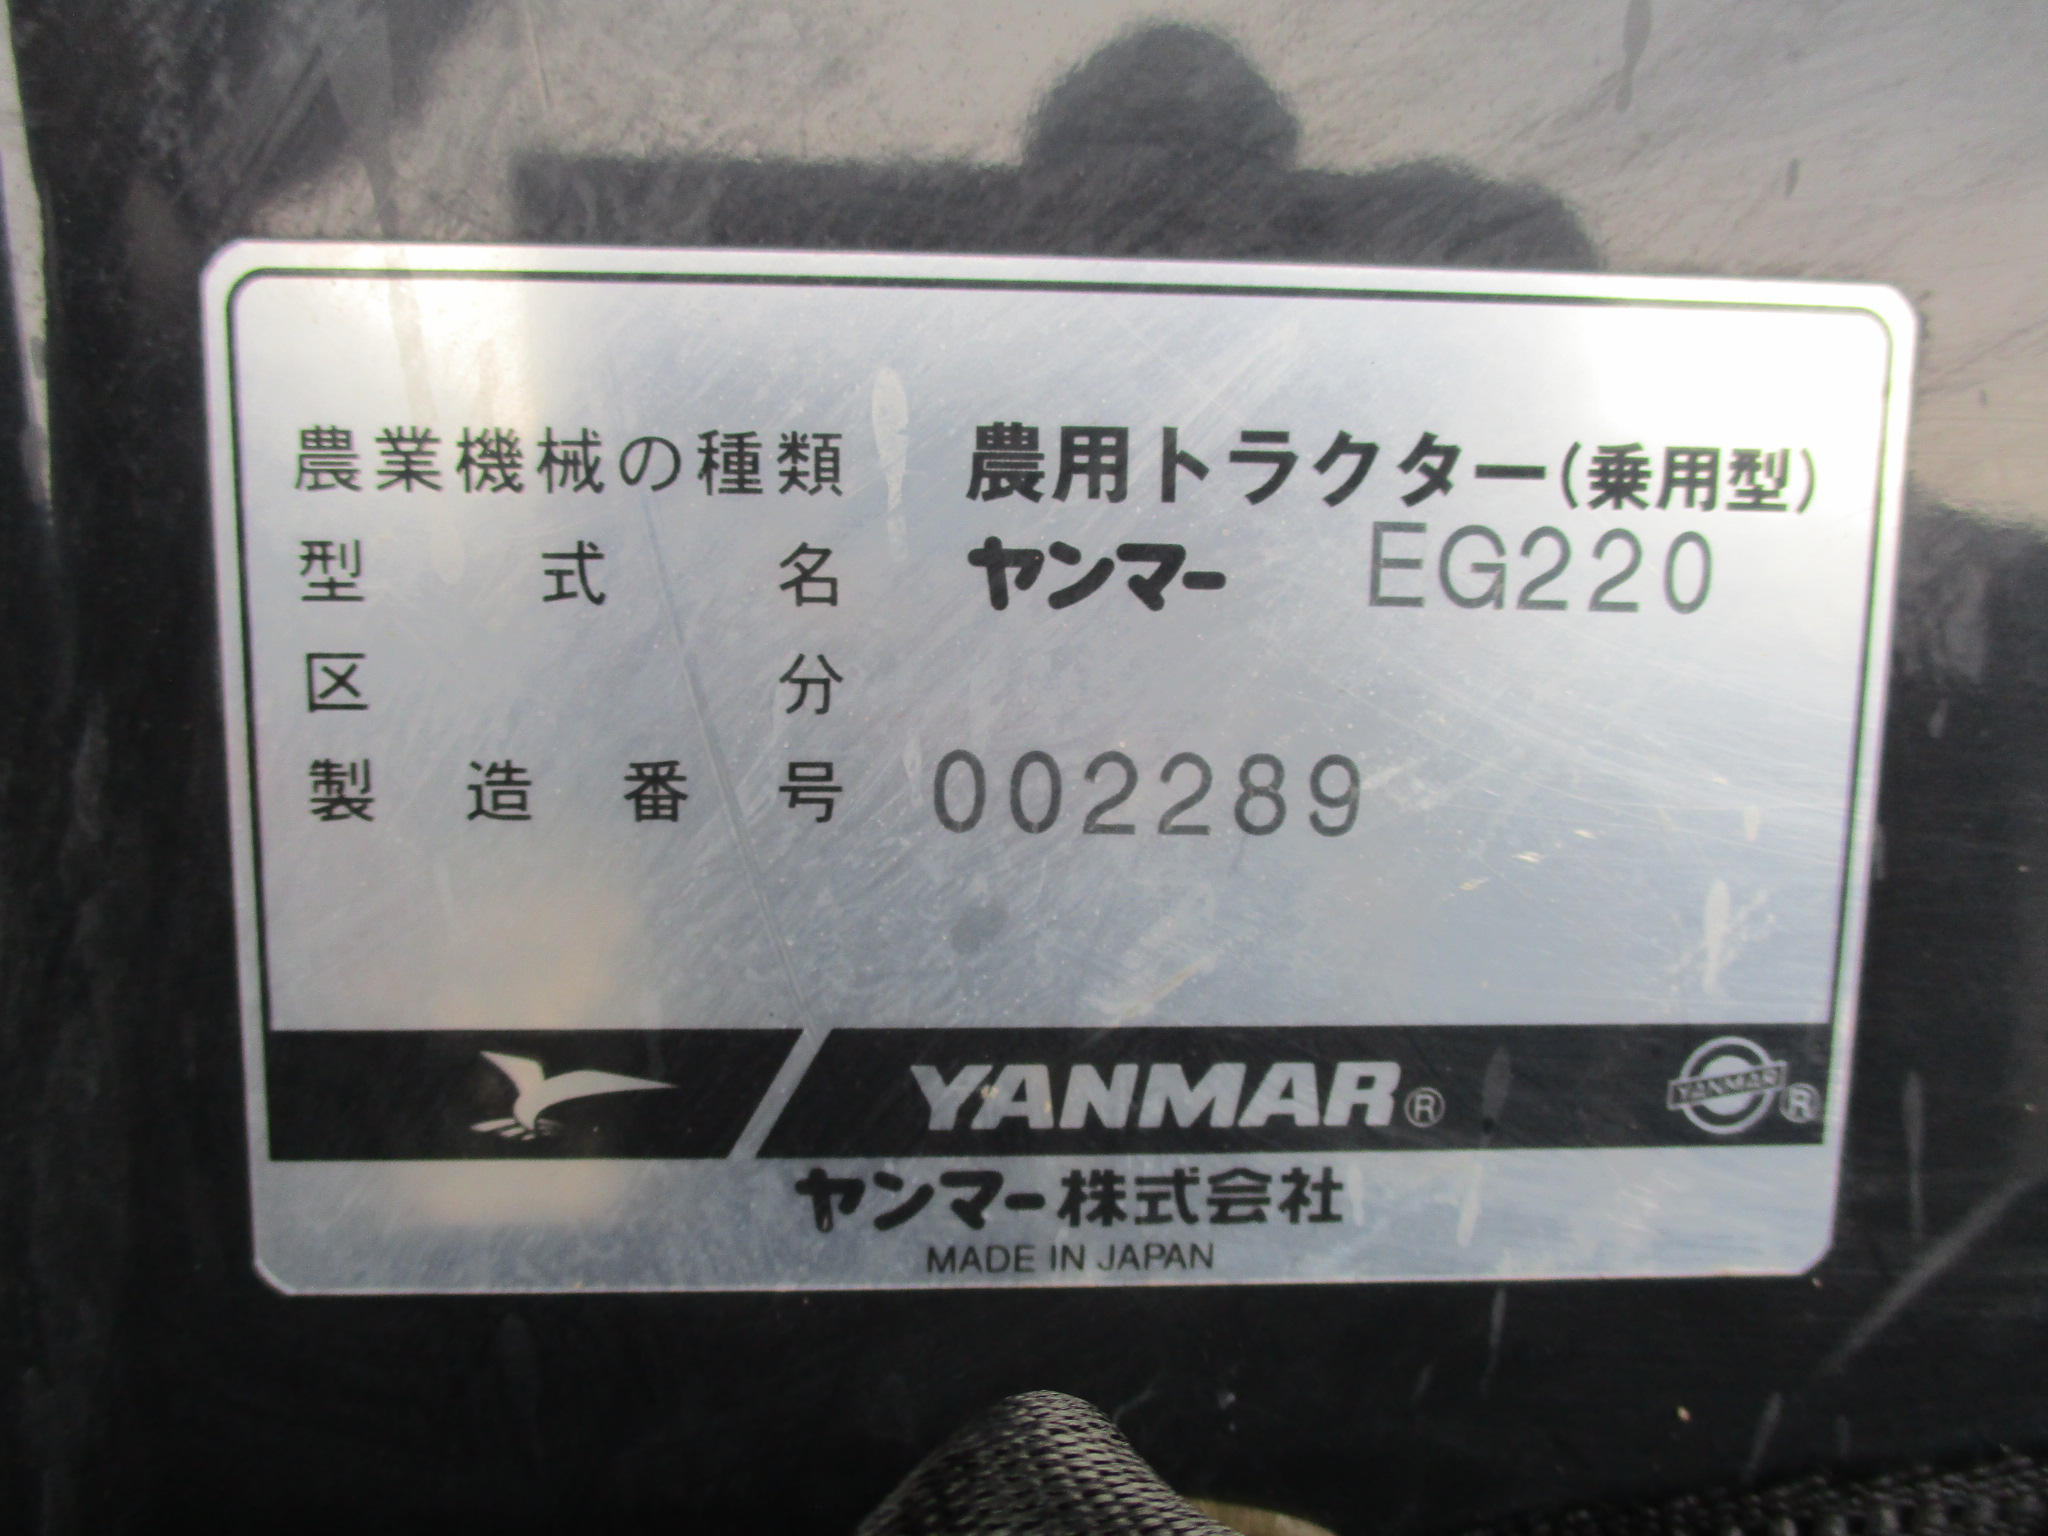 農業機械の種類 農用トラクター(乗用型)
型式名 ヤンマー EG220
区分
製造番号 002289
YANMAR® YANMAR®
ヤンマー株式会社
MADE IN JAPAN